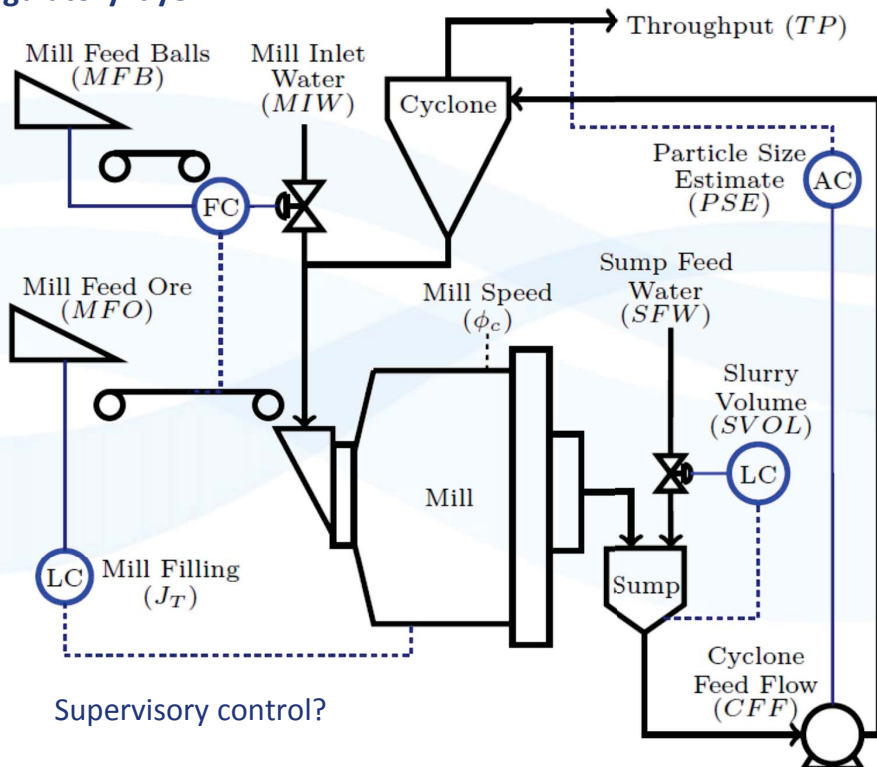 Mill Feed Balls
(MFB)
Mill Inlet
Water
(MIW)
Throughput (TP)
Cyclone
Particle Size
Estimate
(PSE)
AC
FC
Mill Feed Ore
(MFO)
Mill Speed
(ϕc)
Sump Feed
Water
(SFW)
Slurry
Volume
(SVOL)
LC
Mill
LC
Mill Filling
(JT)
Sump
Cyclone
Feed Flow
(CFF)
Supervisory control?